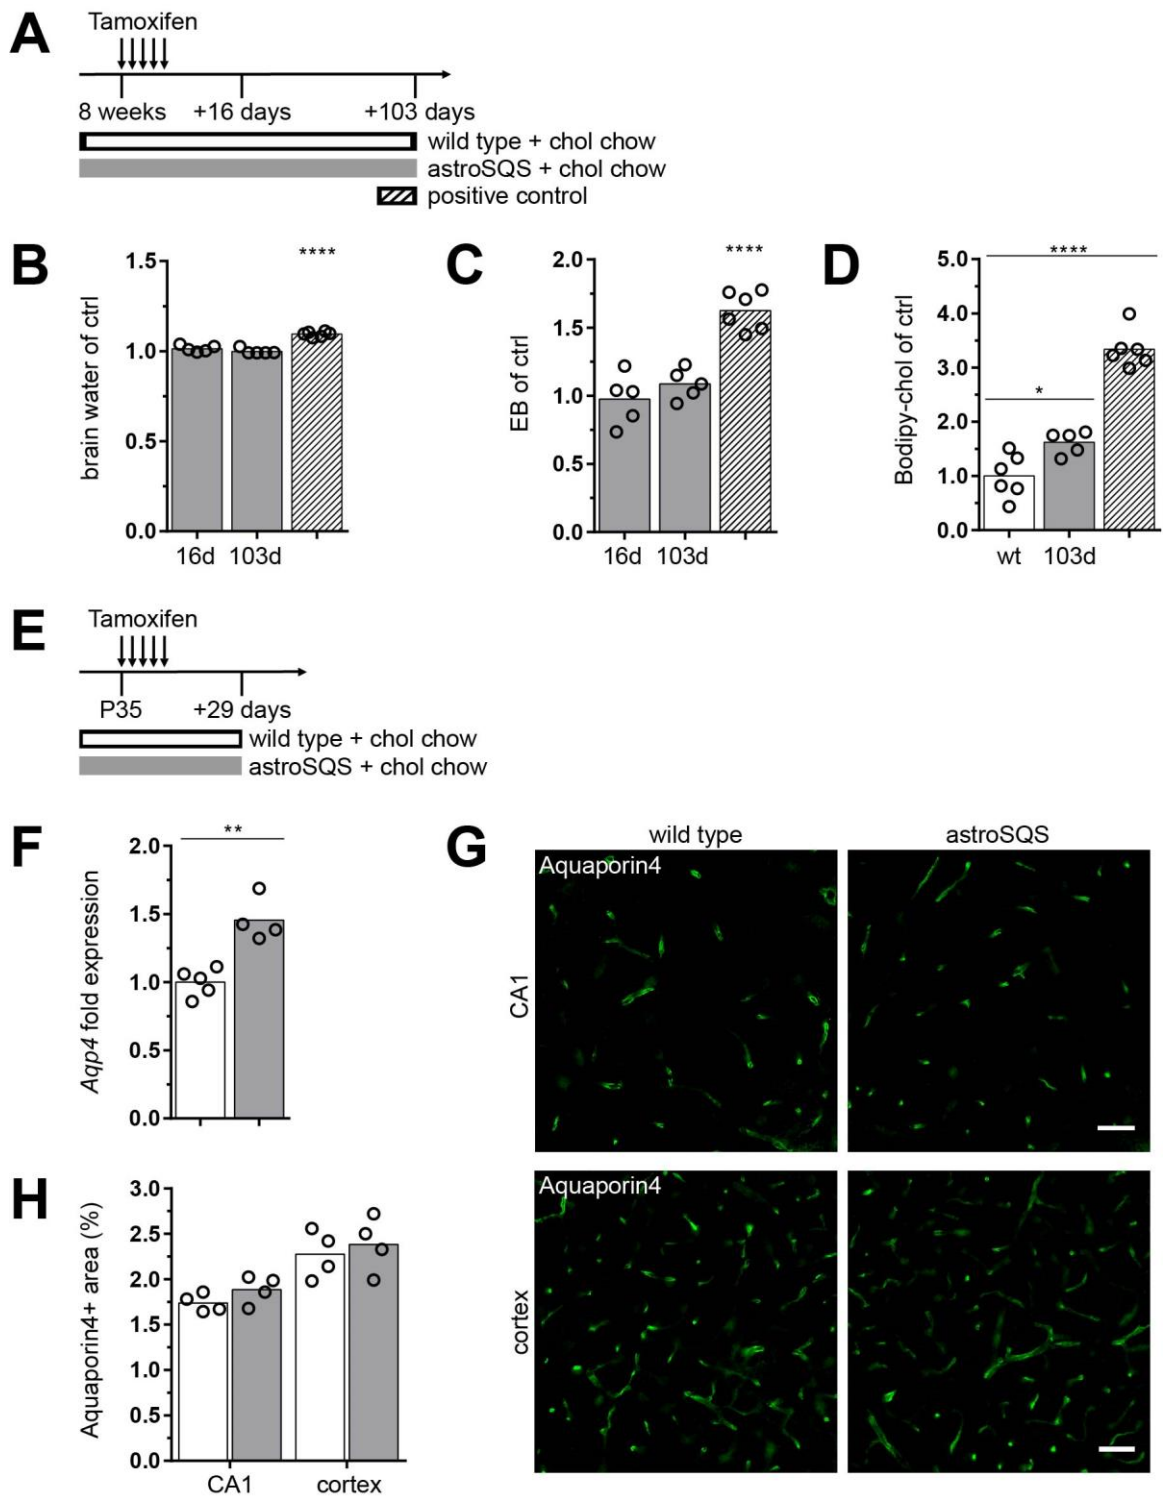 A
Tamoxifen
8 weeks
+16 days
+103 days
wild type + chol chow
astroSQS + chol chow
positive control
B
brain water of ctrl
1.5
1.0
0.5
0.0
****
16d
103d
C
EB of ctrl
2.0
1.5
1.0
0.5
0.0
****
16d
103d
D
Bodipy-chol of ctrl
5.0
4.0
3.0
2.0
1.0
0.0
****
*
wt
103d
E
Tamoxifen
P35
+29 days
wild type + chol chow
astroSQS + chol chow
F
Aqp4 fold expression
2.0
1.5
1.0
0.5
0.0
**
G
wild type
astroSQS
Aquaporin4
CA1
Aquaporin4
cortex
H
Aquaporin4+ area (%)
3.0
2.5
2.0
1.5
1.0
0.5
0.0
CA1
cortex